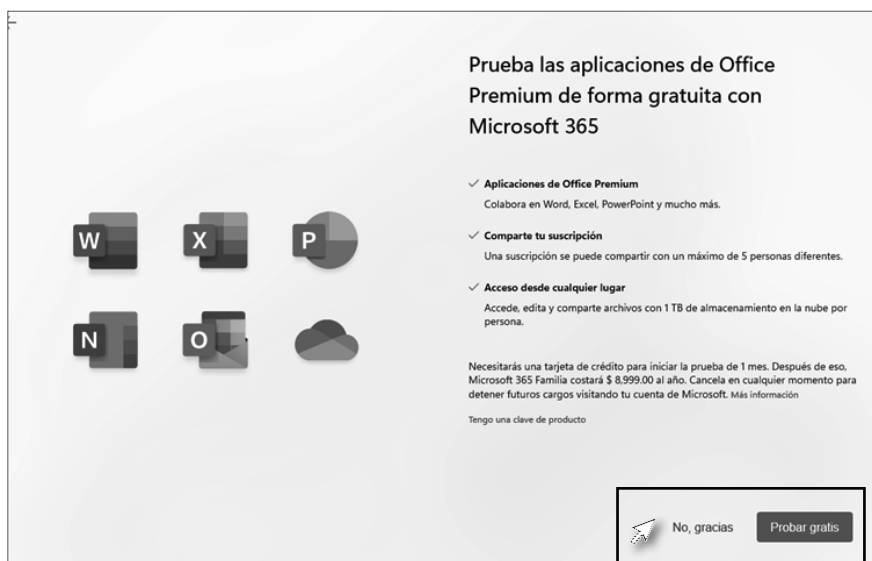 Prueba las aplicaciones de Office
Premium de forma gratuita con
Microsoft 365
Aplicaciones de Office Premium
Colabora en Word, Excel, PowerPoint y mucho más.
Comparte tu suscripción
Una suscripción se puede compartir con un máximo de 5 personas diferentes.
Acceso desde cualquier lugar
Accede, edita y comparte archivos con 1 TB de almacenamiento en la nube por
persona.
W
X
P
N
O
Necesitarás una tarjeta de crédito para iniciar la prueba de 1 mes. Después de eso,
Microsoft 365 Familia costará $ 8,999.00 al año. Cancela en cualquier momento para
detener futuros cargos visitando tu cuenta de Microsoft. Más información
Tengo una clave de producto
No, gracias
Probar gratis